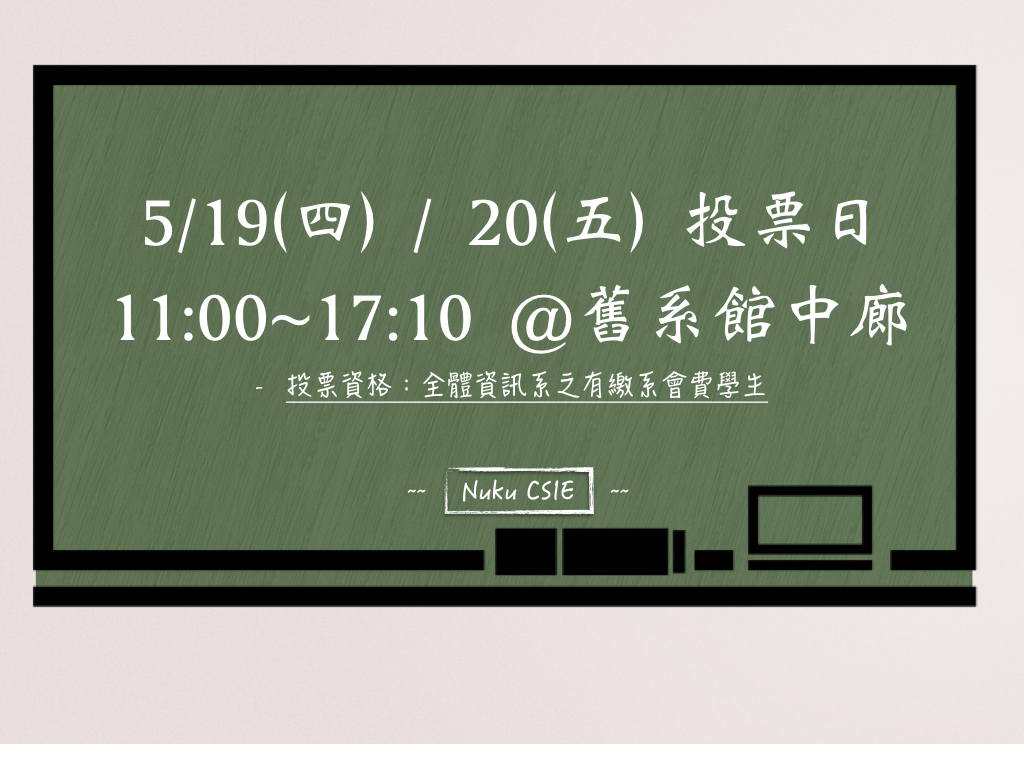 5/19(四) / 20(五) 投票日
11:00~17:10 @舊系館中廊
- 投票資格：全體資訊系之有繳系會費學生
~~ Nuku CSIE ~~